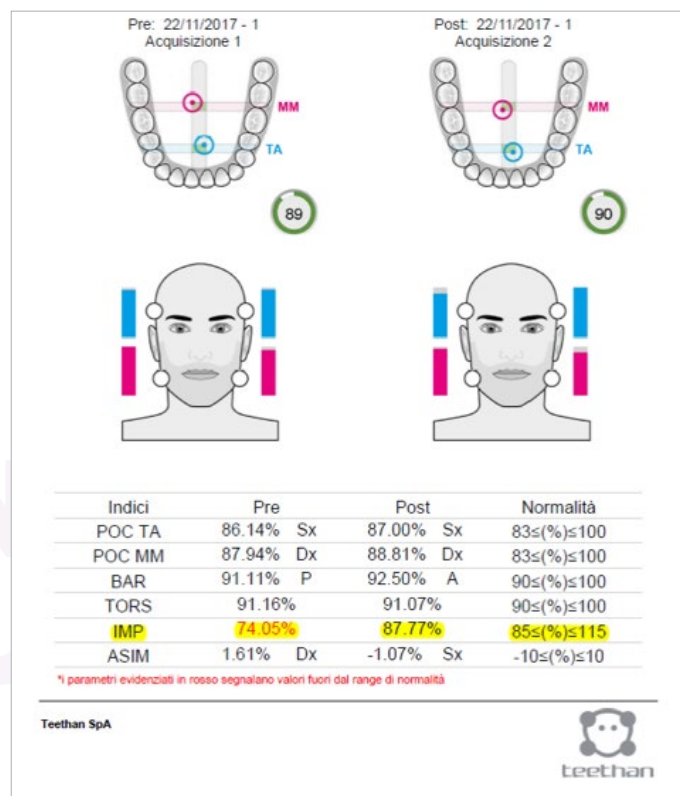 Pre: 22/11/2017 - 1
Acquisizione 1
Post: 22/11/2017 - 1
Acquisizione 2
MM
TA
89
MM
TA
90
Indici Pre Post Normalità
POC TA 86.14% Sx 87.00% Sx 83≤(%)≤100
POC MM 87.94% Dx 88.81% Dx 83≤(%)≤100
BAR 91.11% P 92.50% A 90≤(%)≤100
TORS 91.16% 91.07% 90≤(%)≤100
IMP 74.05% 87.77% 85≤(%)≤115
ASIM 1.61% Dx -1.07% Sx -10≤(%)≤10
*i parametri evidenziati in rosso segnalano valori fuori dal range di normalità
Teethan SpA
teethan